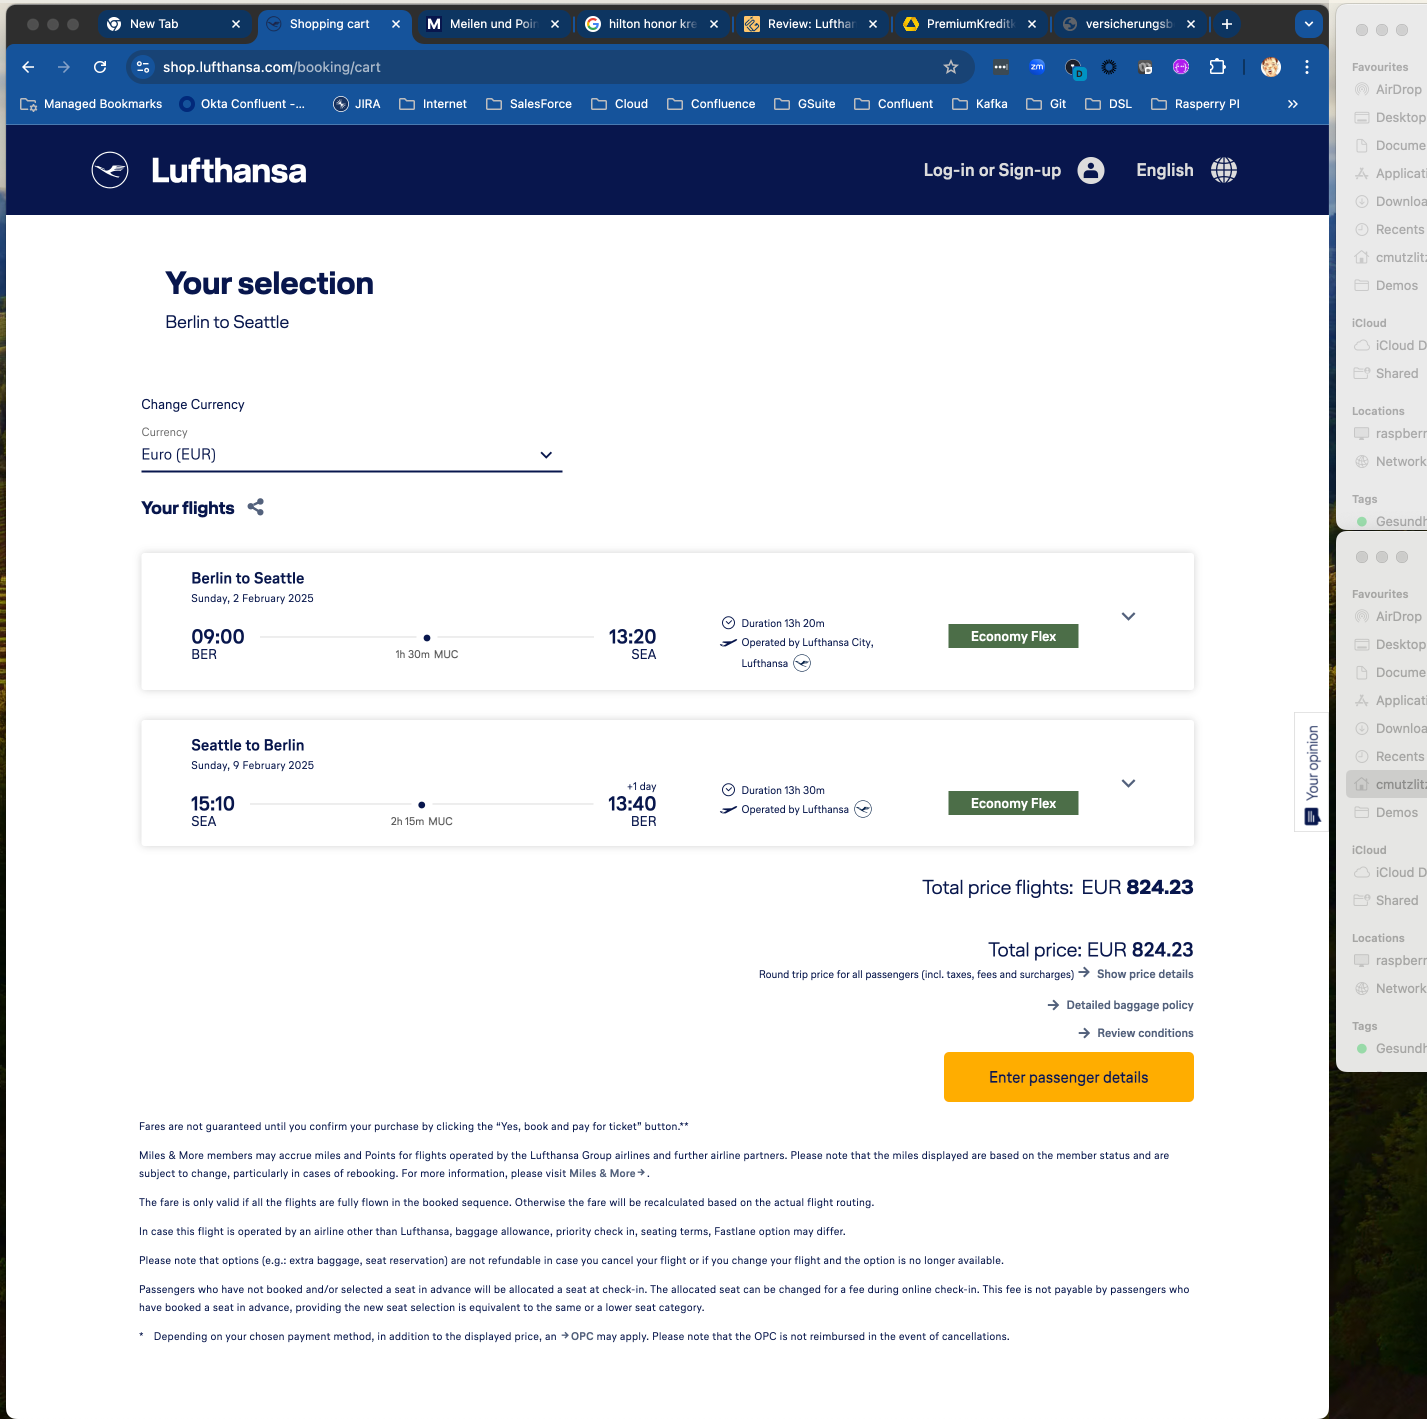 New Tab
Shopping cart
Meilen und Poin
hilton honor kre
Review: Lufthar
PremiumKreditk
versicherungsb
shop.lufthansa.com/booking/cart
Managed Bookmarks
Okta Confluent -...
JIRA
Internet
SalesForce
Cloud
Confluence
GSuite
Confluent
Kafka
Git
DSL
Rasperry PI
Lufthansa
Log-in or Sign-up
English
Your selection
Berlin to Seattle
Change Currency
Currency
Euro (EUR)
Your flights
Berlin to Seattle
Sunday, 2 February 2025
09:00
BER
1h 30m MUC
13:20
SEA
Duration 13h 20m
Operated by Lufthansa City,
Lufthansa
Economy Flex
Seattle to Berlin
Sunday, 9 February 2025
15:10
SEA
2h 15m MUC
+1 day
13:40
BER
Duration 13h 30m
Operated by Lufthansa
Economy Flex
Your opinion
Total price flights: EUR 824.23
Total price: EUR 824.23
Round trip price for all passengers (incl. taxes, fees and surcharges) Show price details
Detailed baggage policy
Review conditions
Enter passenger details
Fares are not guaranteed until you confirm your purchase by clicking the “Yes, book and pay for ticket” button.**
Miles & More members may accrue miles and Points for flights operated by the Lufthansa Group airlines and further airline partners. Please note that the miles displayed are based on the member status and are
subject to change, particularly in cases of rebooking. For more information, please visit Miles & More.
The fare is only valid if all the flights are fully flown in the booked sequence. Otherwise the fare will be recalculated based on the actual flight routing.
In case this flight is operated by an airline other than Lufthansa, baggage allowance, priority check in, seating terms, Fastlane option may differ.
Please note that options (e.g.: extra baggage, seat reservation) are not refundable in case you cancel your flight or if you change your flight and the option is no longer available.
Passengers who have not booked and/or selected a seat in advance will be allocated a seat at check-in. The allocated seat can be changed for a fee during online check-in. This fee is not payable by passengers who
have booked a seat in advance, providing the new seat selection is equivalent to the same or a lower seat category.
* Depending on your chosen payment method, in addition to the displayed price, an OPC may apply. Please note that the OPC is not reimbursed in the event of cancellations.
Favourites
AirDrop
Desktop
Docume
Applicati
Downloa
Recents
cmutzlitz
Demos
iCloud
iCloud D
Shared
Locations
raspberr
Network
Tags
Gesundh
Favourites
AirDrop
Desktop
Docume
Applicati
Downloa
Recents
cmutzlitz
Demos
iCloud
iCloud D
Shared
Locations
raspberr
Network
Tags
Gesundh